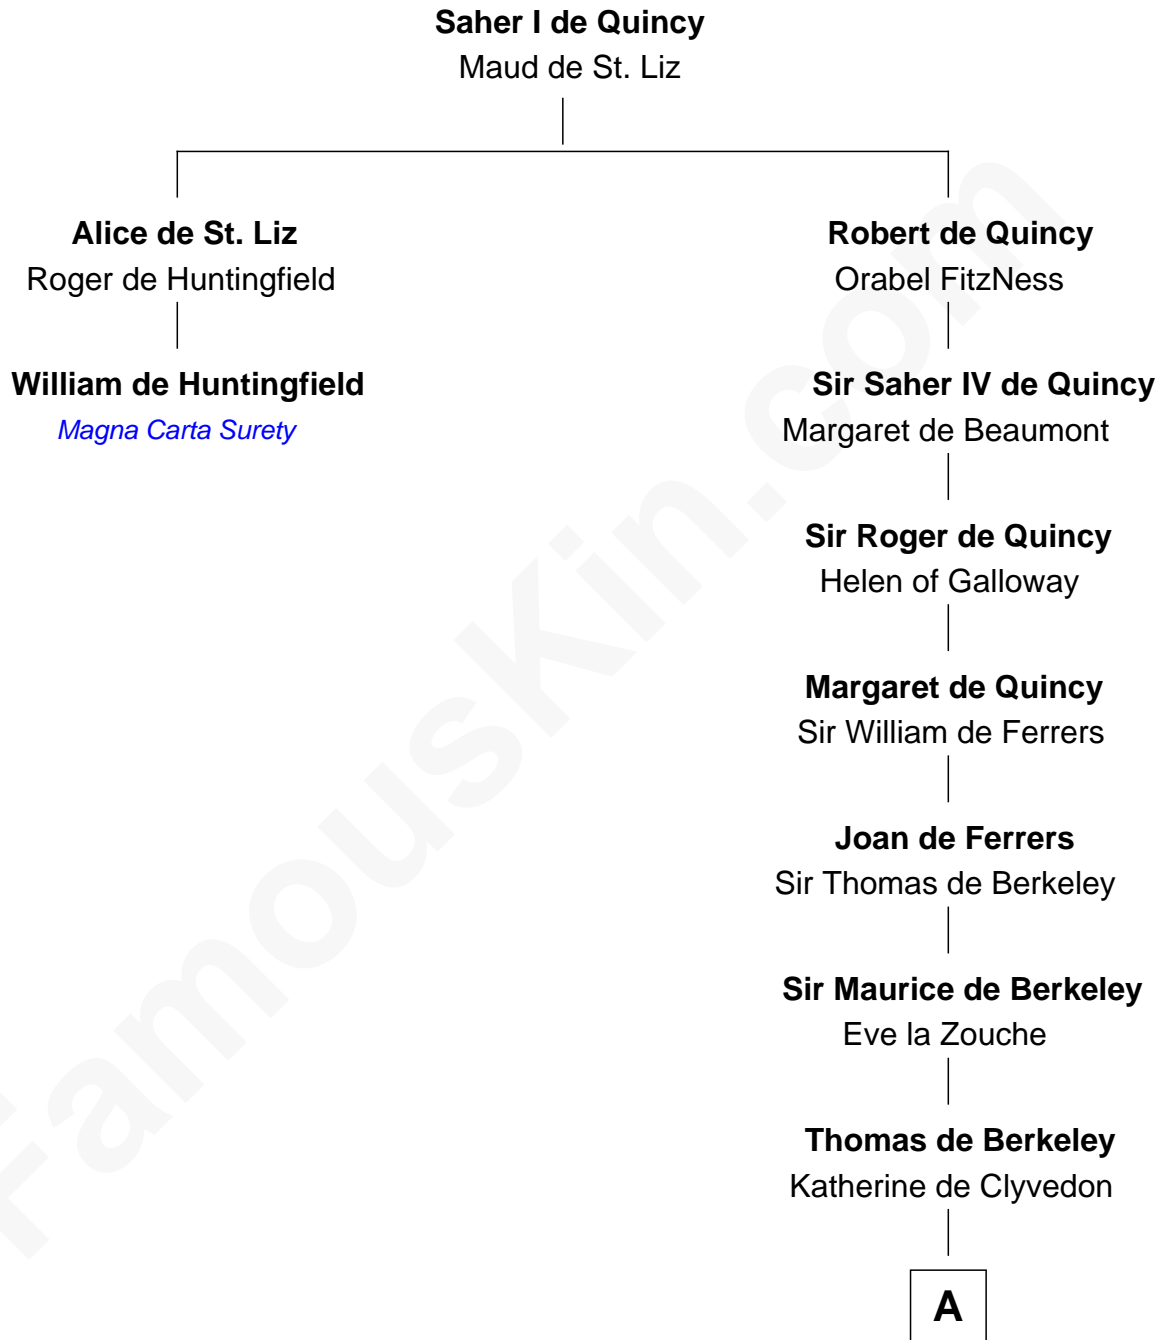 Saher I de Quincy
Maud de St. Liz
Alice de St. Liz
Roger de Huntingfield
William de Huntingfield
Magna Carta Surety
Robert de Quincy
Orabel FitzNess
Sir Saher IV de Quincy
Margaret de Beaumont
Sir Roger de Quincy
Helen of Galloway
Margaret de Quincy
Sir William de Ferrers
Joan de Ferrers
Sir Thomas de Berkeley
Sir Maurice de Berkeley
Eve la Zouche
Thomas de Berkeley
Katherine de Clyvedon
A
FamousKin.com